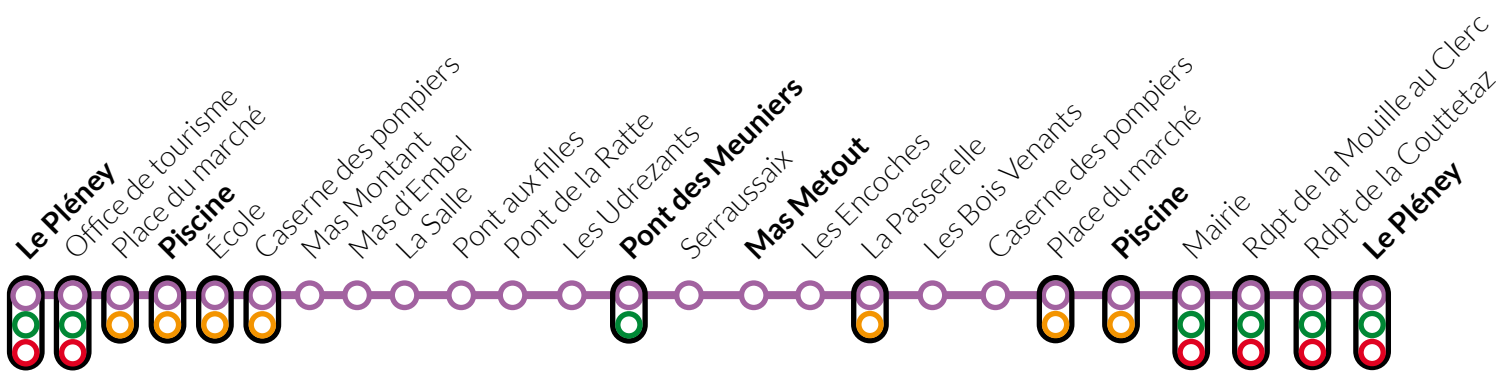 Le Pléney
Office de tourisme
Place du marché
Piscine
École
Caserne des pompiers
Mas Montant
Mas d'Embel
La Salle
Pont aux filles
Pont de la Ratte
Les Udrezants
Pont des Meuniers
Serraussaix
Mas Metout
Les Encoches
La Passerelle
Les Bois Venants
Caserne des pompiers
Place du marché
Piscine
Mairie
Rdpt de la Mouille au Clerc
Rdpt de la Couttetaz
Le Pléney